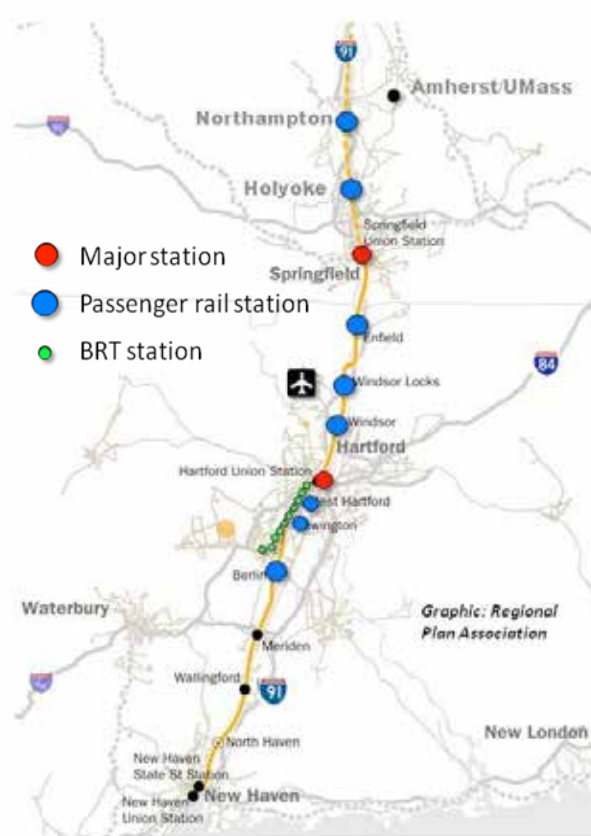 91
Amherst/UMass
Northampton
Holyoke
Springfield
Union Station
Springfield
Major station
Passenger rail station
BRT station
Enfield
84
Windsor Locks
Windsor
Hartford
Hartford Union Station
West Hartford
Newington
Berlin
Waterbury
Graphic: Regional
Plan Association
Meriden
Wallingford
91
North Haven
New London
New Haven
State St Station
New Haven
New Haven
Union Station